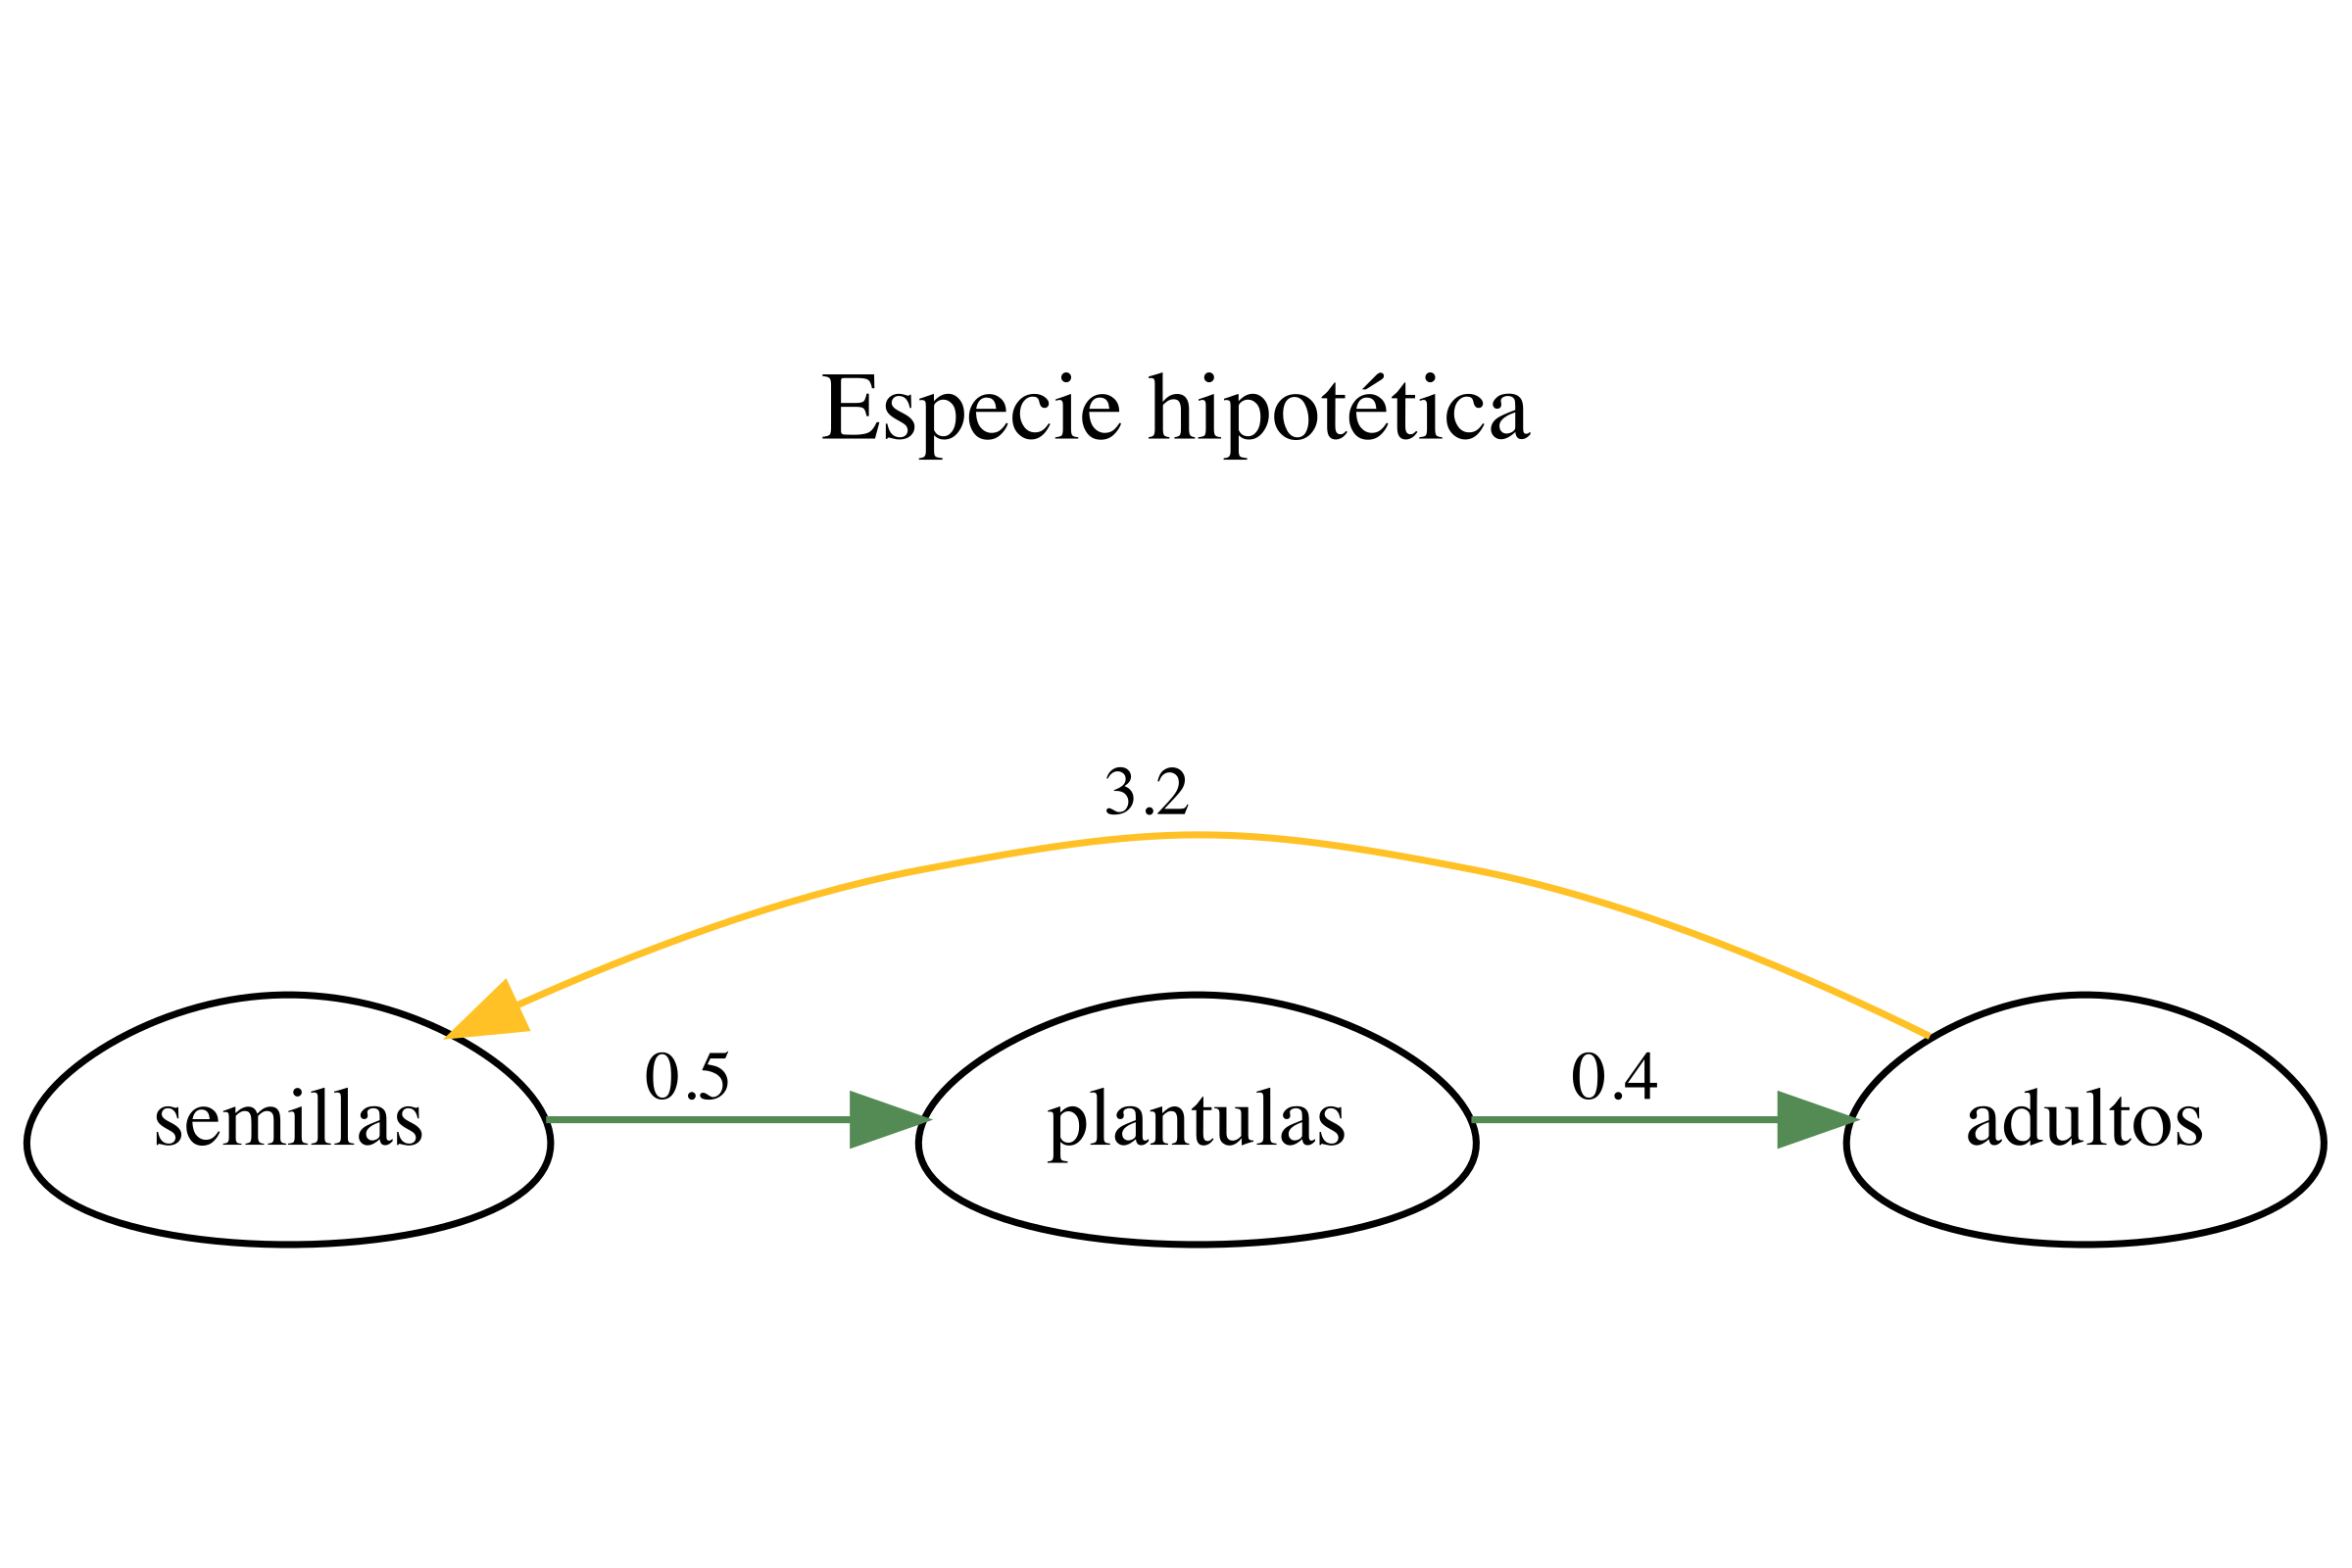 Especie hipotética
3.2
0.5
0.4
semillas
plantulas
adultos